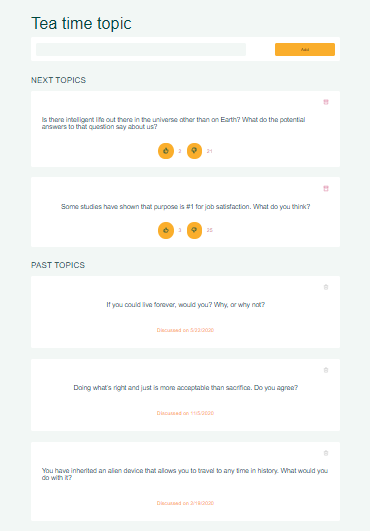 Tea time topic
Add
NEXT TOPICS
Is there intelligent life out there in the universe other than on Earth? What do the potential
answers to that question say about us?
21
Some studies have shown that purpose is #1 for job satisfaction. What do you think?
3 25
PAST TOPICS
If you could live forever, would you? Why, or why not?
Discussed on 5/23/2020
Doing what's right and just is more acceptable than sacrifice. Do you agree?
Discussed on 11/5/2020
You have inherited an alien device that allows you to travel to any time in history. What would you
do with it?
Discussed on 2/19/2020